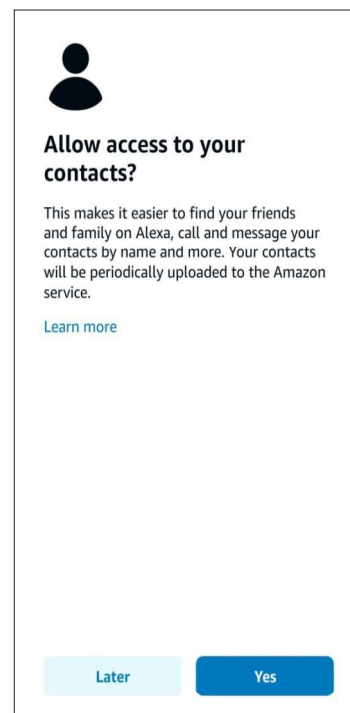 Allow access to your
contacts?
This makes it easier to find your friends
and family on Alexa, call and message your
contacts by name and more. Your contacts
will be periodically uploaded to the Amazon
service.
Learn more
Later
Yes